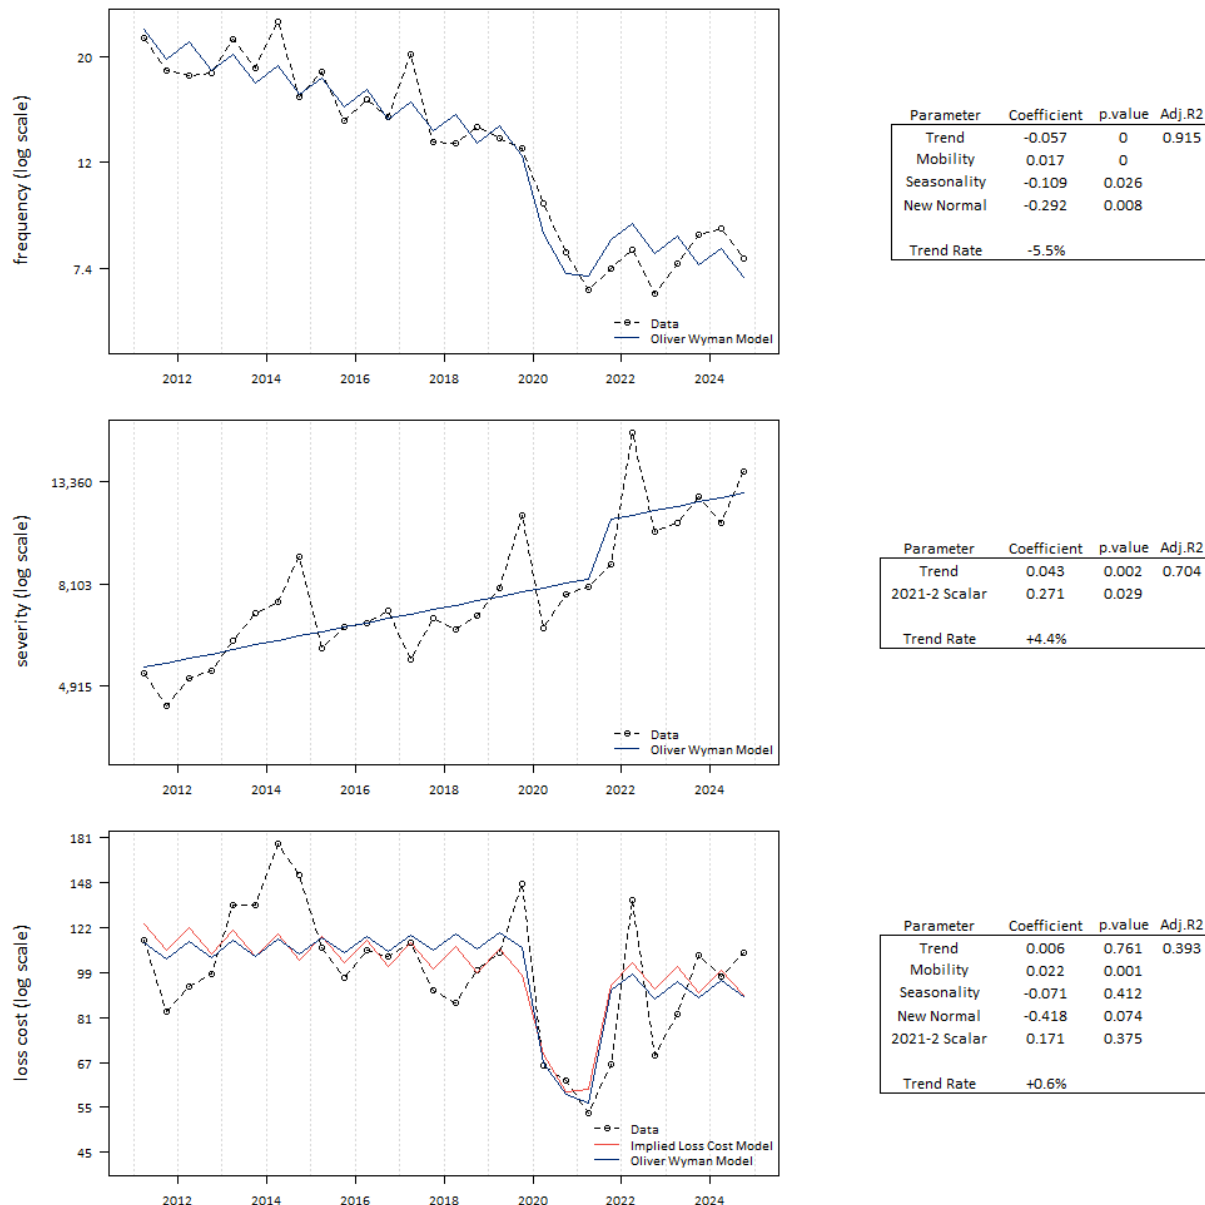 frequency (log scale)
20
12
7.4
Data
Oliver Wyman Model
2012 2014 2016 2018 2020 2022 2024
Parameter Coefficient p.value Adj.R2
Trend -0.057 0 0.915
Mobility 0.017 0
Seasonality -0.109 0.026
New Normal -0.292 0.008
Trend Rate -5.5%
severity (log scale)
13,360
8,103
4,915
Data
Oliver Wyman Model
2012 2014 2016 2018 2020 2022 2024
Parameter Coefficient p.value Adj.R2
Trend 0.043 0.002 0.704
2021-2 Scalar 0.271 0.029
Trend Rate +4.4%
loss cost (log scale)
181
148
122
99
81
67
55
45
Data
Implied Loss Cost Model
Oliver Wyman Model
2012 2014 2016 2018 2020 2022 2024
Parameter Coefficient p.value Adj.R2
Trend 0.006 0.761 0.393
Mobility 0.022 0.001
Seasonality -0.071 0.412
New Normal -0.418 0.074
2021-2 Scalar 0.171 0.375
Trend Rate +0.6%